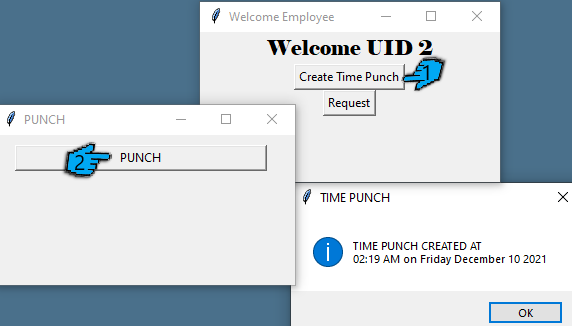 Welcome Employee
Welcome UID 2
Create Time Punch
1
Request
PUNCH
2
PUNCH
TIME PUNCH
TIME PUNCH CREATED AT
02:19 AM on Friday December 10 2021
OK